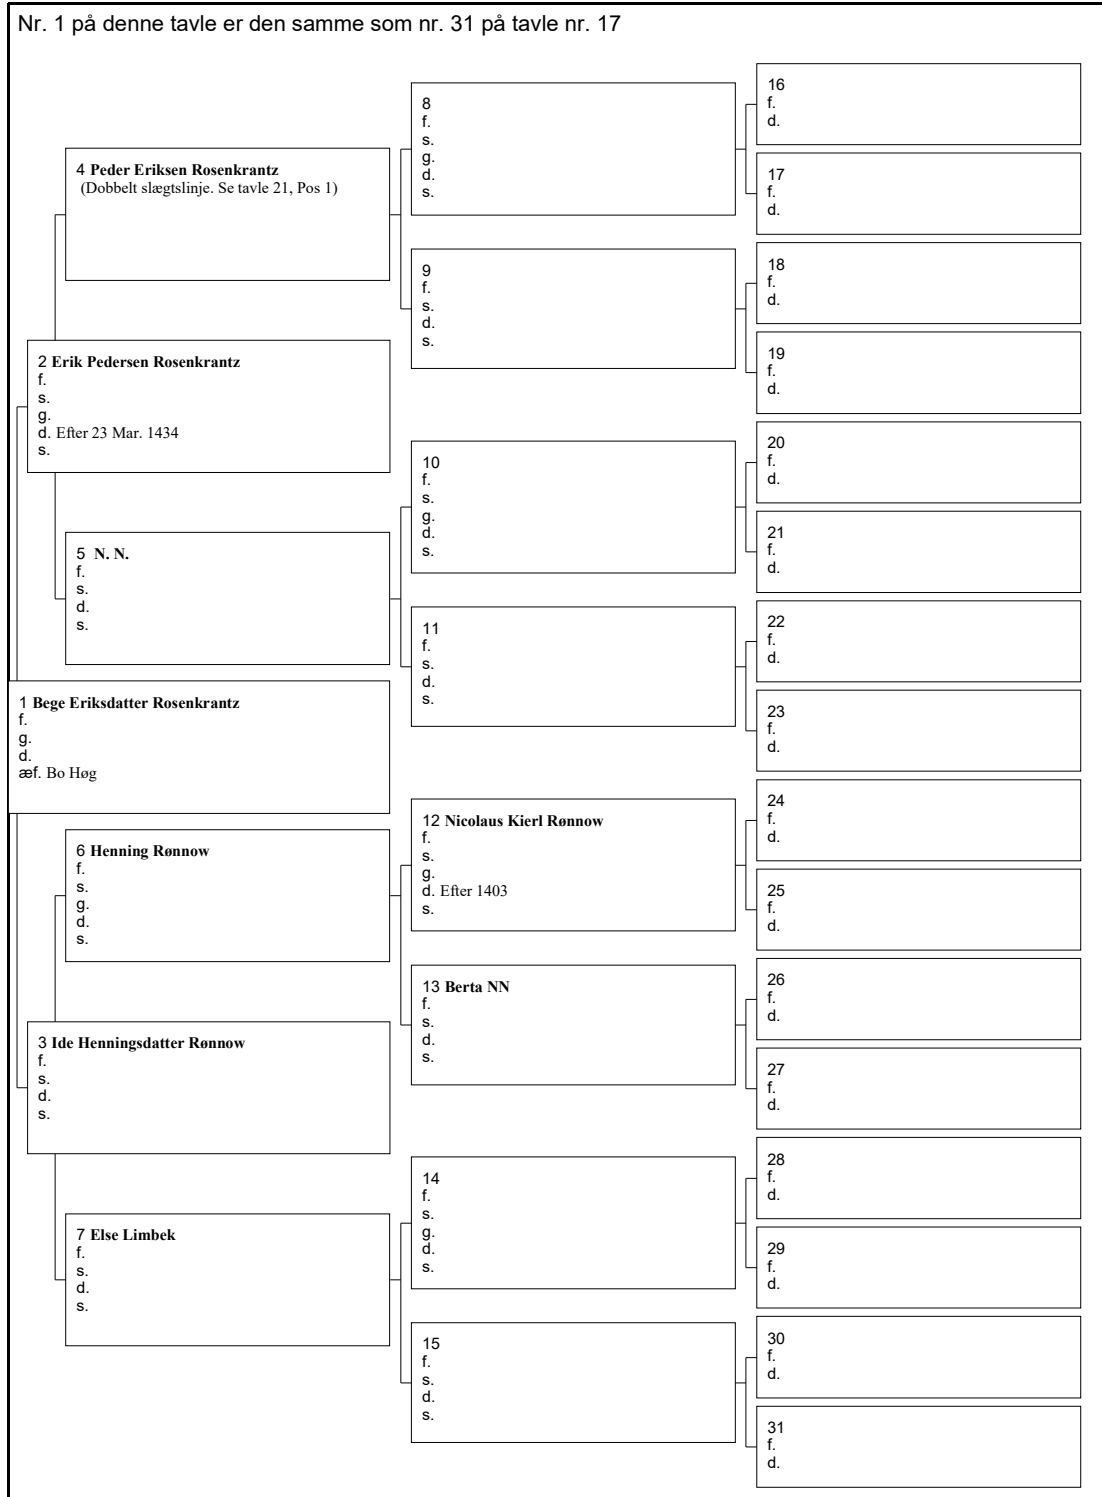 Nr. 1 på denne tavle er den samme som nr. 31 på tavle nr. 17
4 Peder Eriksen Rosenkrantz
(Dobbelt slægtslinje. Se tavle 21, Pos 1)
2 Erik Pedersen Rosenkrantz
f.
s.
g.
d. Efter 23 Mar. 1434
s.
5 N. N.
f.
s.
d.
s.
1 Bege Eriksdatter Rosenkrantz
f.
g.
d.
æf. Bo Høg
6 Henning Rønnow
f.
s.
g.
d.
s.
3 Ide Henningsdatter Rønnow
f.
s.
d.
s.
7 Else Limbek
f.
s.
d.
s.
8
f.
s.
g.
d.
s.
9
f.
s.
d.
s.
10
f.
s.
g.
d.
s.
11
f.
s.
d.
s.
12 Nicolaus Kierl Rønnow
f.
s.
g.
d. Efter 1403
s.
13 Berta NN
f.
s.
d.
s.
14
f.
s.
g.
d.
s.
15
f.
s.
d.
s.
16
f.
d.
17
f.
d.
18
f.
d.
19
f.
d.
20
f.
d.
21
f.
d.
22
f.
d.
23
f.
d.
24
f.
d.
25
f.
d.
26
f.
d.
27
f.
d.
28
f.
d.
29
f.
d.
30
f.
d.
31
f.
d.